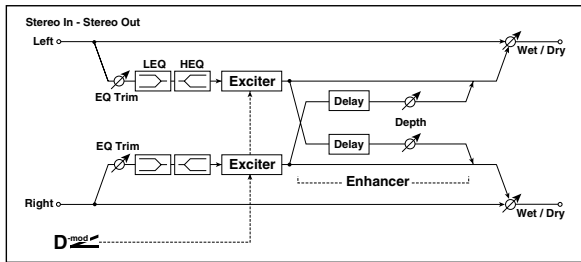 Stereo In - Stereo Out
Left
Wet / Dry
LEQ HEQ
EQ Trim
Exciter
Delay
Depth
EQ Trim
Delay
Exciter
Enhancer
Right
Wet / Dry
D-mod